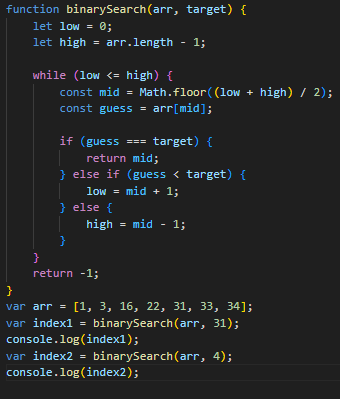 function binarySearch(arr, target) {
    let low = 0;
    let high = arr.length - 1;

    while (low <= high) {
        const mid = Math.floor((low + high) / 2);
        const guess = arr[mid];

        if (guess === target) {
            return mid;
        } else if (guess < target) {
            low = mid + 1;
        } else {
            high = mid - 1;
        }
    }
    return -1;
}
var arr = [1, 3, 16, 22, 31, 33, 34];
var index1 = binarySearch(arr, 31);
console.log(index1);
var index2 = binarySearch(arr, 4);
console.log(index2);